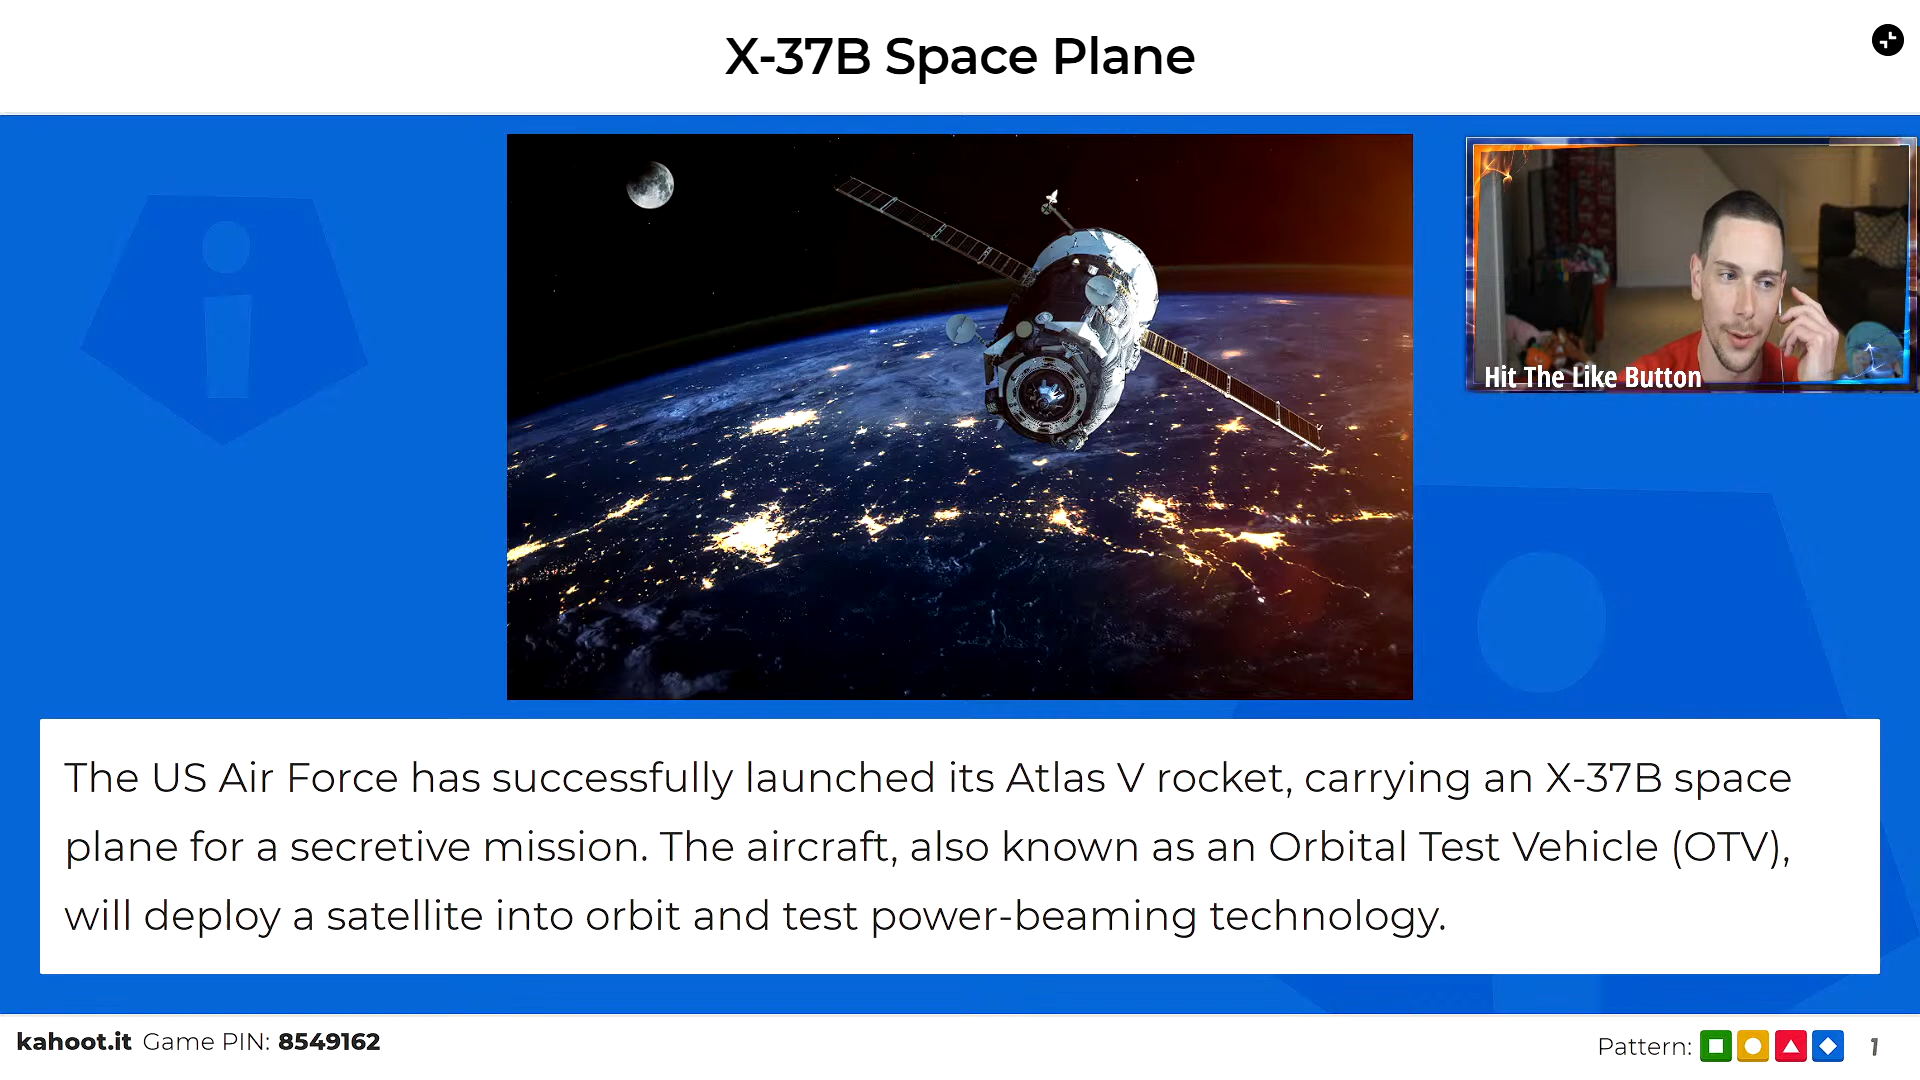 X-37B Space Plane
Hit The Like Button
The US Air Force has successfully launched its Atlas V rocket, carrying an X-37B space
plane for a secretive mission. The aircraft, also known as an Orbital Test Vehicle (OTV),
will deploy a satellite into orbit and test power-beaming technology.
kahoot.it Game PIN: 8549162
Pattern: 1